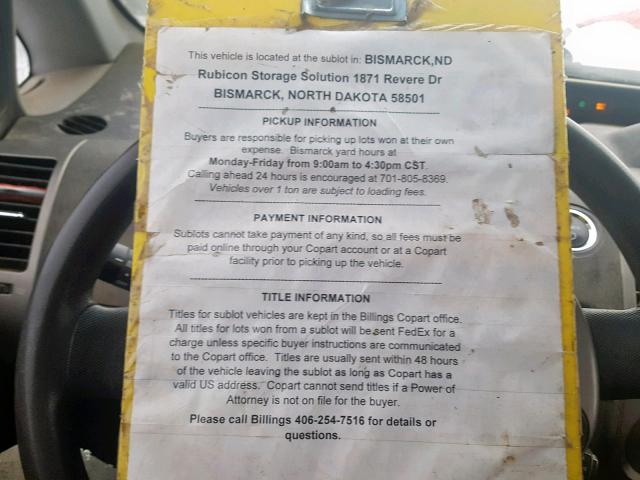 This vehicle is located at the sublot in: BISMARCK,ND
Rubicon Storage Solution 1871 Revere Dr
BISMARCK, NORTH DAKOTA 58501
PICKUP INFORMATION
Buyers are responsible for picking up lots won at their own
expense. Bismarck yard hours at
Monday-Friday from 9:00am to 4:30pm CST.
Calling ahead 24 hours is encouraged at 701-805-8369.
Vehicles over 1 ton are subject to loading fees.
PAYMENT INFORMATION
Sublots cannot take payment of any kind, so all fees must be
paid online through your Copart account or at a Copart
facility prior to picking up the vehicle.
TITLE INFORMATION
Titles for sublot vehicles are kept in the Billings Copart office.
All titles for lots won from a sublot will be sent FedEx for a
charge unless specific buyer instructions are communicated
to the Copart office. Titles are usually sent within 48 hours
of the vehicle leaving the sublot as long as Copart has a
valid US address. Copart cannot send titles if a Power of
Attorney is not on file for the buyer.
Please call Billings 406-254-7516 for details or
questions.